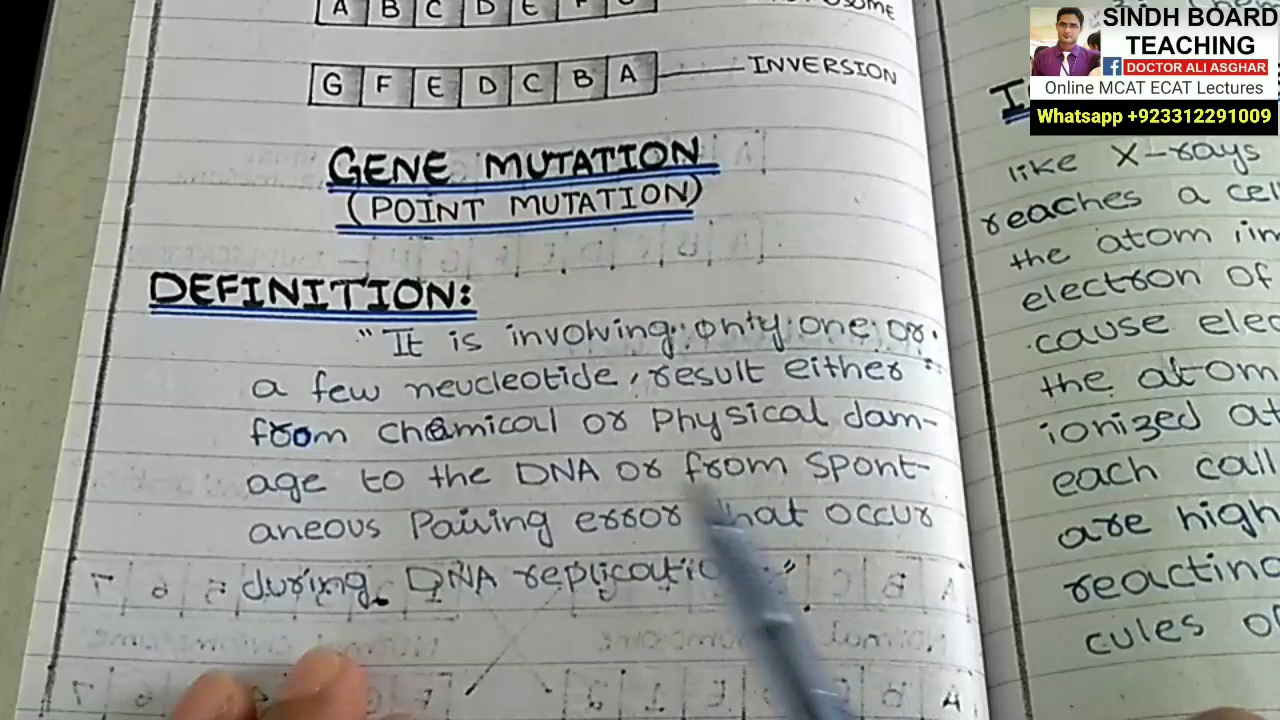 A B C D E F G
G F E D C B A INVERSION
GENE MUTATION
(POINT MUTATION)
DEFINITION:
"It is involving only one or
a few neucleotide, result either
from chemical or Physical dam-
age to the DNA or from spont-
aneous Pairing error that occur
during DNA replication."
like X-rays
reaches a cell
the atom
electron of
cause elec
the atom
ionized at
each call
are high
reacting
cules of
SINDH BOARD
TEACHING
DOCTOR ALI ASGHAR
Online MCAT ECAT Lectures
Whatsapp +923312291009